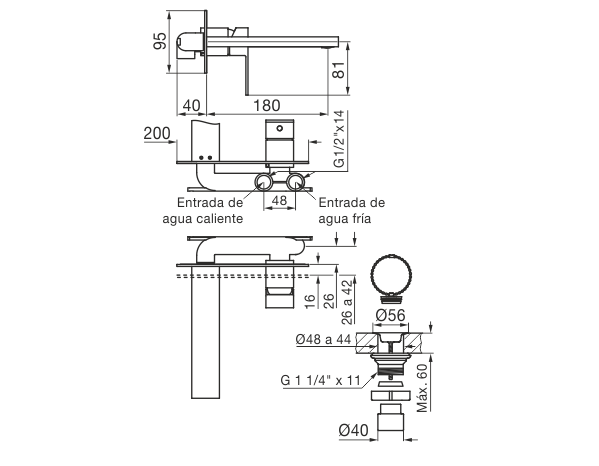 95
81
40
180
200
G1/2"x14
Entrada de
agua caliente
48
Entrada de
agua fría
16
26
26 a 42
Ø56
Ø48 a 44
G 1 1/4" x 11
Máx. 60
Ø40